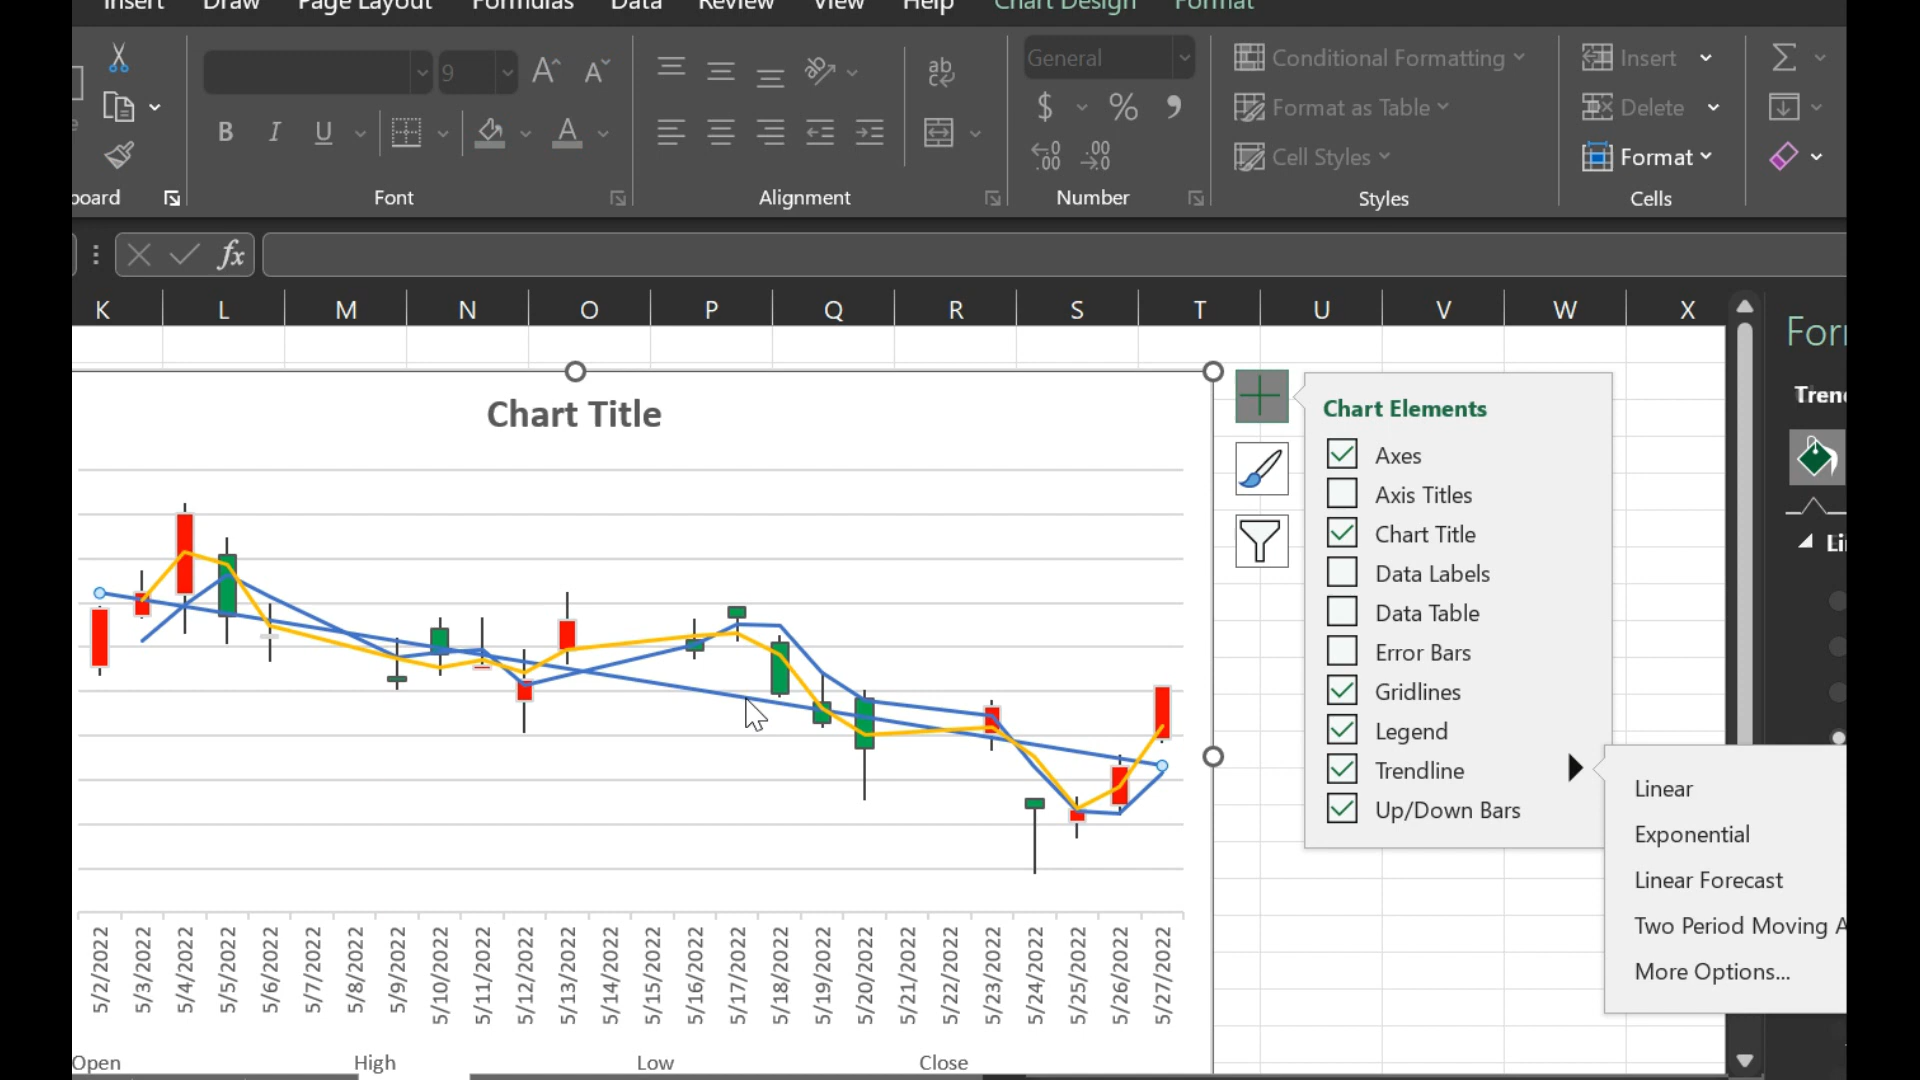 Insert Draw Page Layout Formulas Data Review View Help Chart Design Format
9 A A ab General Conditional Formatting Insert
$ % Format as Table Delete
B I U A Cell Styles Format
board Font Alignment Number Styles Cells
fx
K L M N O P Q R S T U V W X
Chart Title
Chart Elements
Axes
Axis Titles
Chart Title
Data Labels
Data Table
Error Bars
Gridlines
Legend
Trendline
Up/Down Bars
Linear
Exponential
Linear Forecast
Two Period Moving A
More Options...
5/2/2022 5/3/2022 5/4/2022 5/5/2022 5/6/2022 5/7/2022 5/8/2022 5/9/2022 5/10/2022 5/11/2022 5/12/2022 5/13/2022 5/14/2022 5/15/2022 5/16/2022 5/17/2022 5/18/2022 5/19/2022 5/20/2022 5/21/2022 5/22/2022 5/23/2022 5/24/2022 5/25/2022 5/26/2022 5/27/2022
Open High Low Close